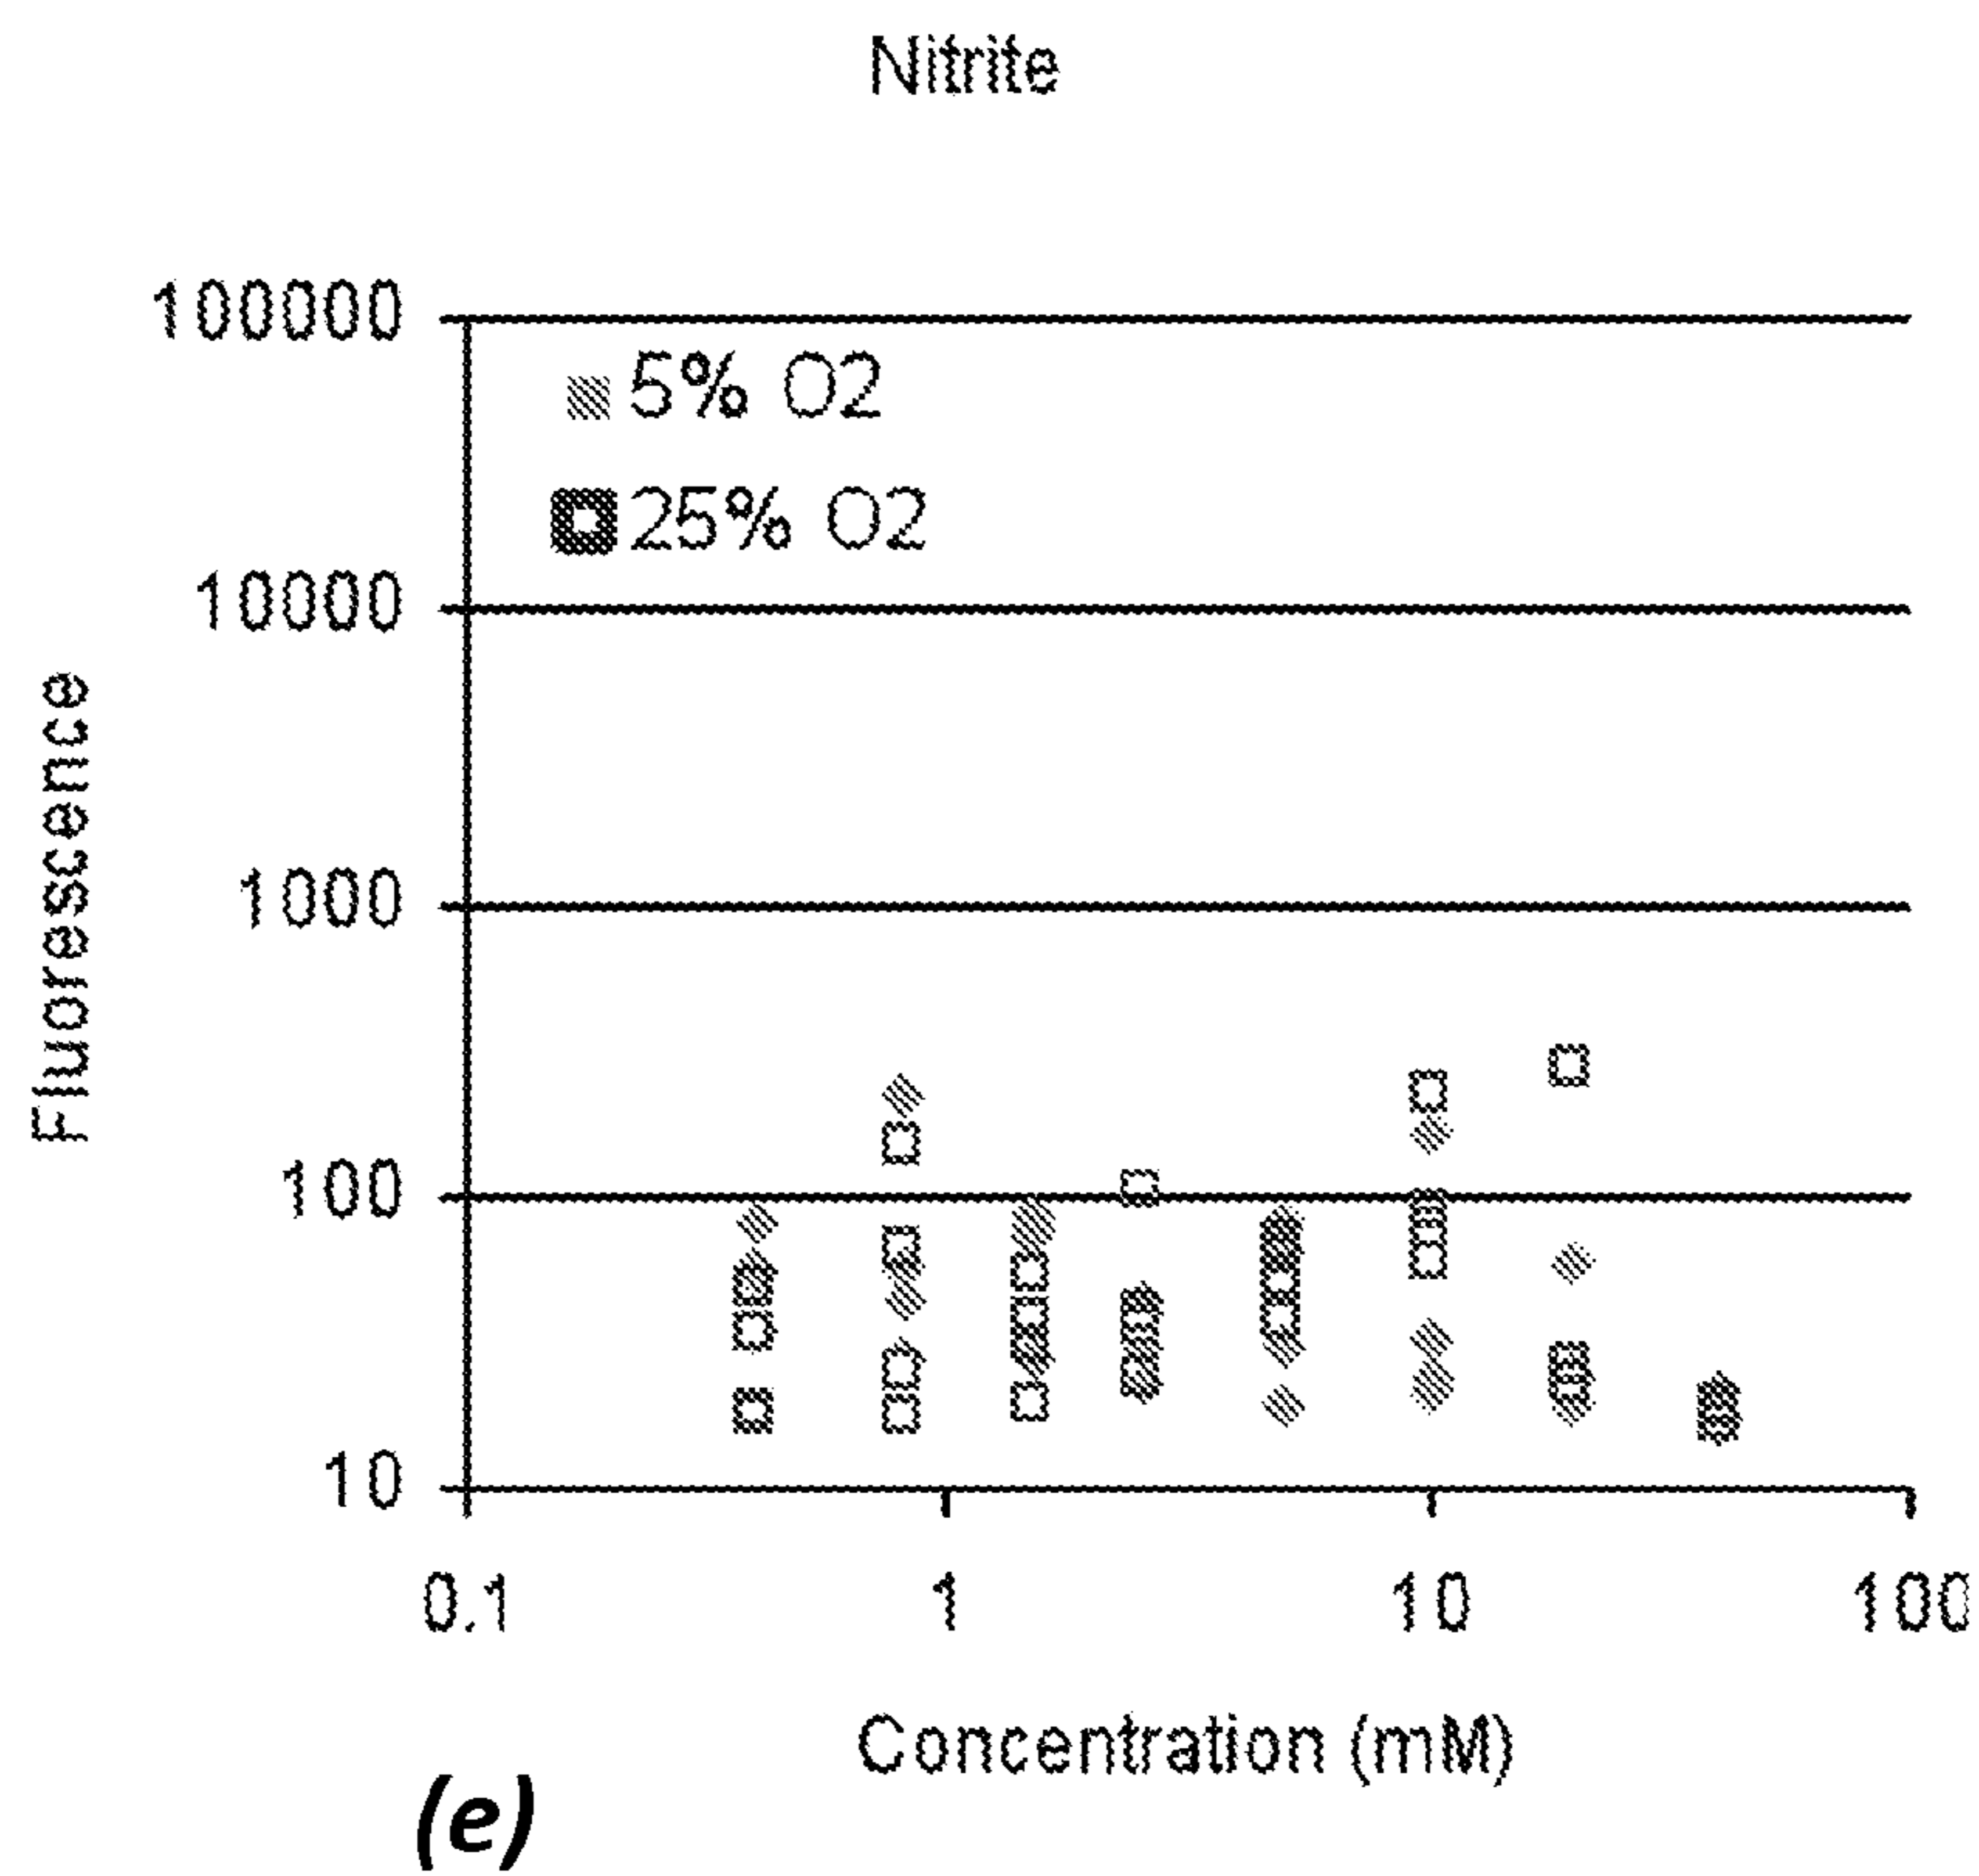 Nitrite
100000
5% O2
25% O2
10000
Fluorescence
1000
100
10
0.1 1 10 100
Concentration (mM)
(e)